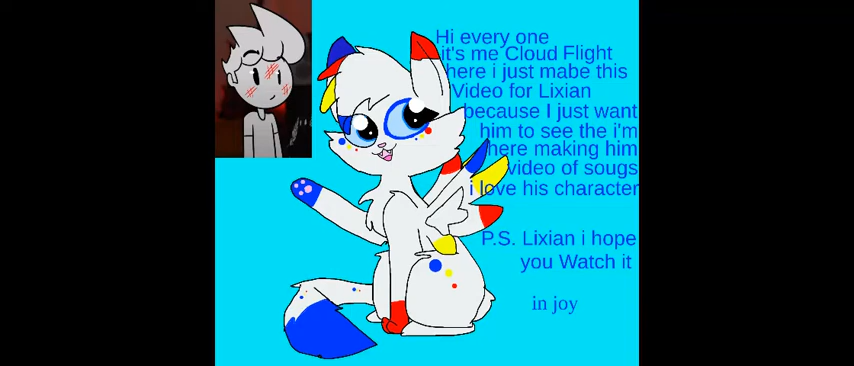 Hi every one
it's me Cloud Flight
here i just mabe this
Video for Lixian
because I just want
him to see the i'm
here making him
video of sougs
i love his character
P.S. Lixian i hope
you Watch it
in joy